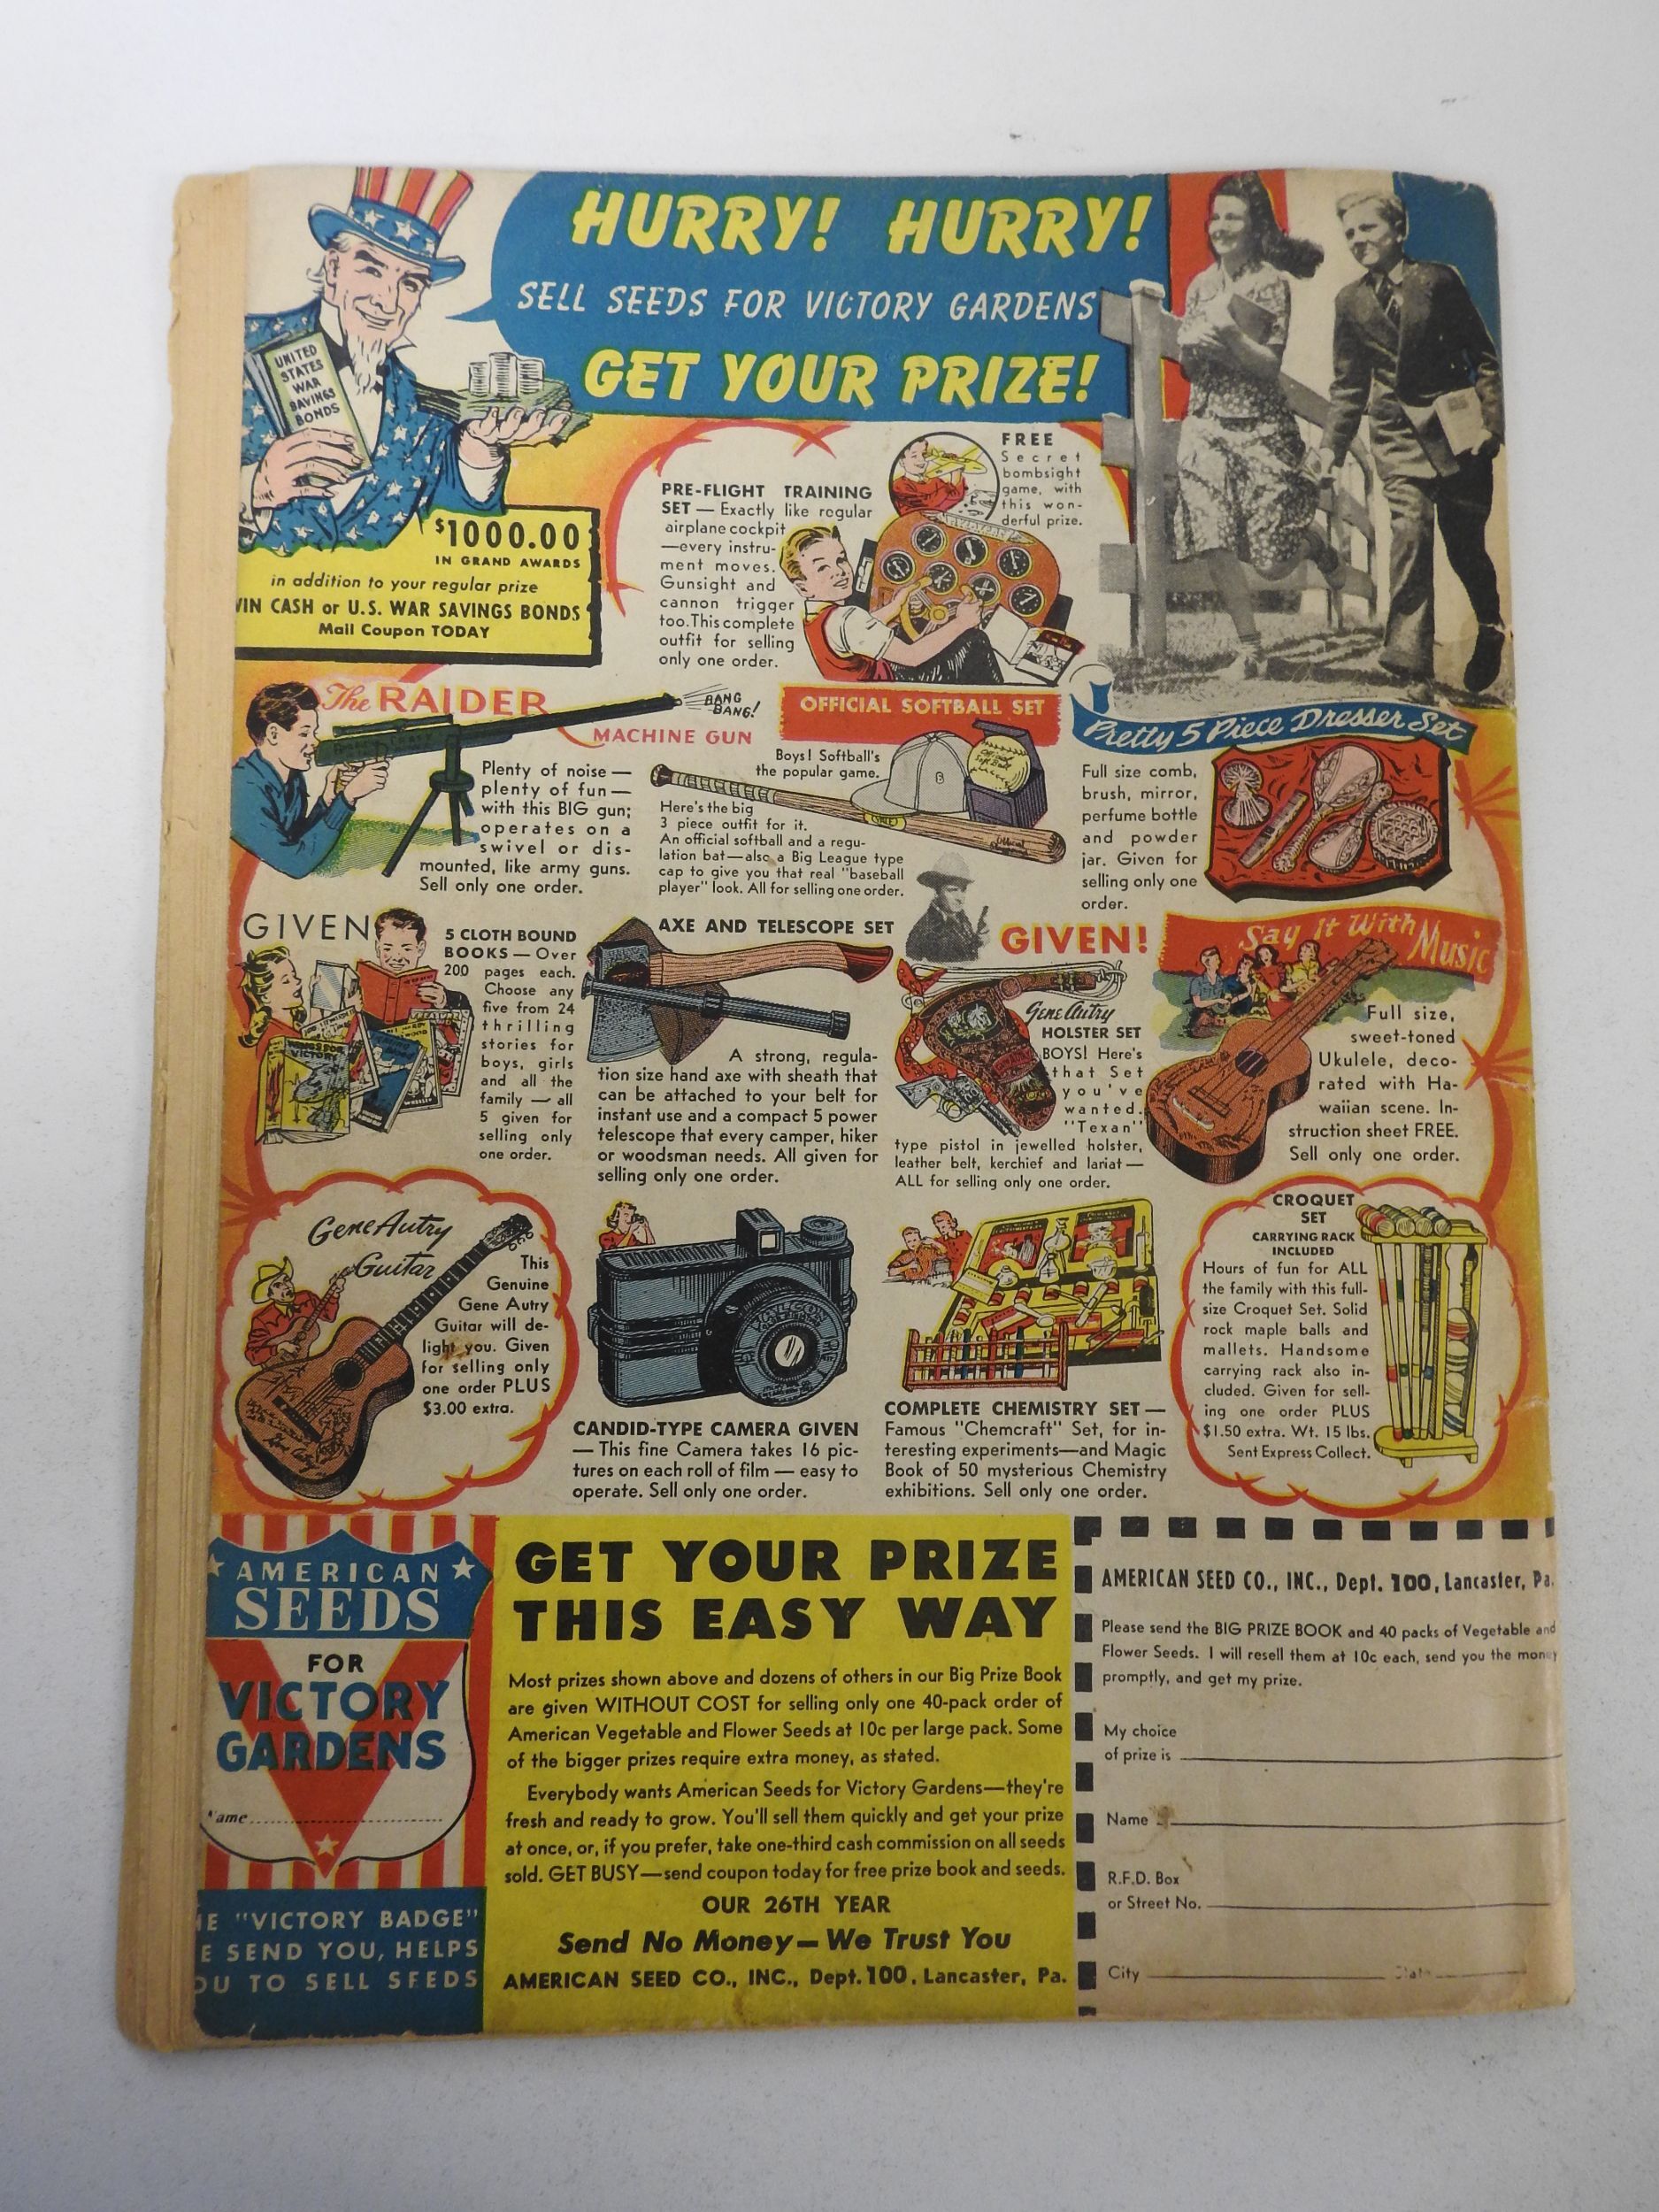 HURRY! HURRY!
SELL SEEDS FOR VICTORY GARDENS
GET YOUR PRIZE!
UNITED
STATES
WAR
SAVINGS
BONDS
$1000.00
IN GRAND AWARDS
in addition to your regular prize
WIN CASH or U.S. WAR SAVINGS BONDS
Mail Coupon TODAY
PRE-FLIGHT TRAINING
SET — Exactly like regular
airplane cockpit
—every instru-
ment moves.
Gunsight and
cannon trigger
too. This complete
outfit for selling
only one order.
FREE
Secret
bombsight
game, with
this won-
derful prize.
The RAIDER
MACHINE GUN
BANG
BANG!
Plenty of noise —
plenty of fun —
with this BIG gun;
operates on a
swivel or dis-
mounted, like army guns.
Sell only one order.
OFFICIAL SOFTBALL SET
Boys! Softball's
the popular game.
Here's the big
3 piece outfit for it.
An official softball and a regu-
lation bat—also a Big League type
cap to give you that real "baseball
player" look. All for selling one order.
B
Official
Soft Ball
Pretty 5 Piece Dresser Set
Full size comb,
brush, mirror,
perfume bottle
and powder
jar. Given for
selling only one
order.
GIVEN
5 CLOTH BOUND
BOOKS — Over
200 pages each.
Choose any
five from 24
thrilling
stories for
boys, girls
and all the
family — all
5 given for
selling only
one order.
VICTORY
AXE AND TELESCOPE SET
A strong, regula-
tion size hand axe with sheath that
can be attached to your belt for
instant use and a compact 5 power
telescope that every camper, hiker
or woodsman needs. All given for
selling only one order.
GIVEN!
Gene Autry
HOLSTER SET
BOYS! Here's
that Set
you've
wanted.
"Texan"
type pistol in jewelled holster,
leather belt, kerchief and lariat —
ALL for selling only one order.
Say it With Music
Full size,
sweet-toned
Ukulele, deco-
rated with Ha-
waiian scene. In-
struction sheet FREE.
Sell only one order.
Gene Autry
Guitar
This
Genuine
Gene Autry
Guitar will de-
light you. Given
for selling only
one order PLUS
$3.00 extra.
CANDID-TYPE CAMERA GIVEN
— This fine Camera takes 16 pic-
tures on each roll of film — easy to
operate. Sell only one order.
COMPLETE CHEMISTRY SET —
Famous "Chemcraft" Set, for in-
teresting experiments—and Magic
Book of 50 mysterious Chemistry
exhibitions. Sell only one order.
CROQUET
SET
CARRYING RACK
INCLUDED
Hours of fun for ALL
the family with this full-
size Croquet Set. Solid
rock maple balls and
mallets. Handsome
carrying rack also in-
cluded. Given for sell-
ing one order PLUS
$1.50 extra. Wt. 15 lbs.
Sent Express Collect.
AMERICAN
SEEDS
FOR
VICTORY
GARDENS
ame
"VICTORY BADGE"
E SEND YOU, HELPS
OU TO SELL SEEDS
GET YOUR PRIZE
THIS EASY WAY
Most prizes shown above and dozens of others in our Big Prize Book
are given WITHOUT COST for selling only one 40-pack order of
American Vegetable and Flower Seeds at 10c per large pack. Some
of the bigger prizes require extra money, as stated.
Everybody wants American Seeds for Victory Gardens—they're
fresh and ready to grow. You'll sell them quickly and get your prize
at once, or, if you prefer, take one-third cash commission on all seeds
sold. GET BUSY—send coupon today for free prize book and seeds.
OUR 26TH YEAR
Send No Money—We Trust You
AMERICAN SEED CO., INC., Dept. 100, Lancaster, Pa.
AMERICAN SEED CO., INC., Dept. 100, Lancaster, Pa.
Please send the BIG PRIZE BOOK and 40 packs of Vegetable and
Flower Seeds. I will resell them at 10c each, send you the money
promptly, and get my prize.
My choice
of prize is
Name
R.F.D. Box
or Street No.
City State